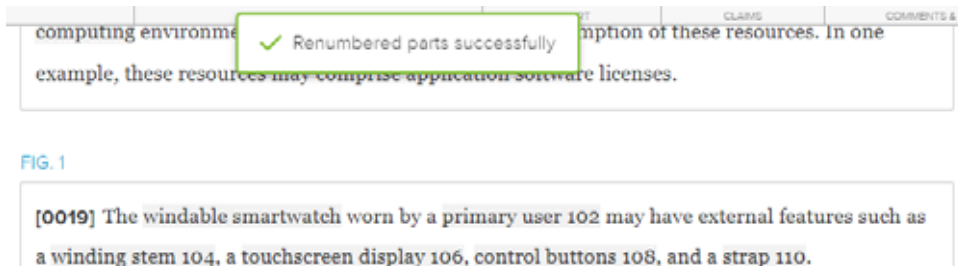 CLAIMS COMMENTS &
computing
Renumbered parts successfully
of these resources. In one
example, these resources may comprise application software licenses.
FIG. 1
[0019] The windable smartwatch worn by a primary user 102 may have external features such as
a winding stem 104, a touchscreen display 106, control buttons 108, and a strap 110.